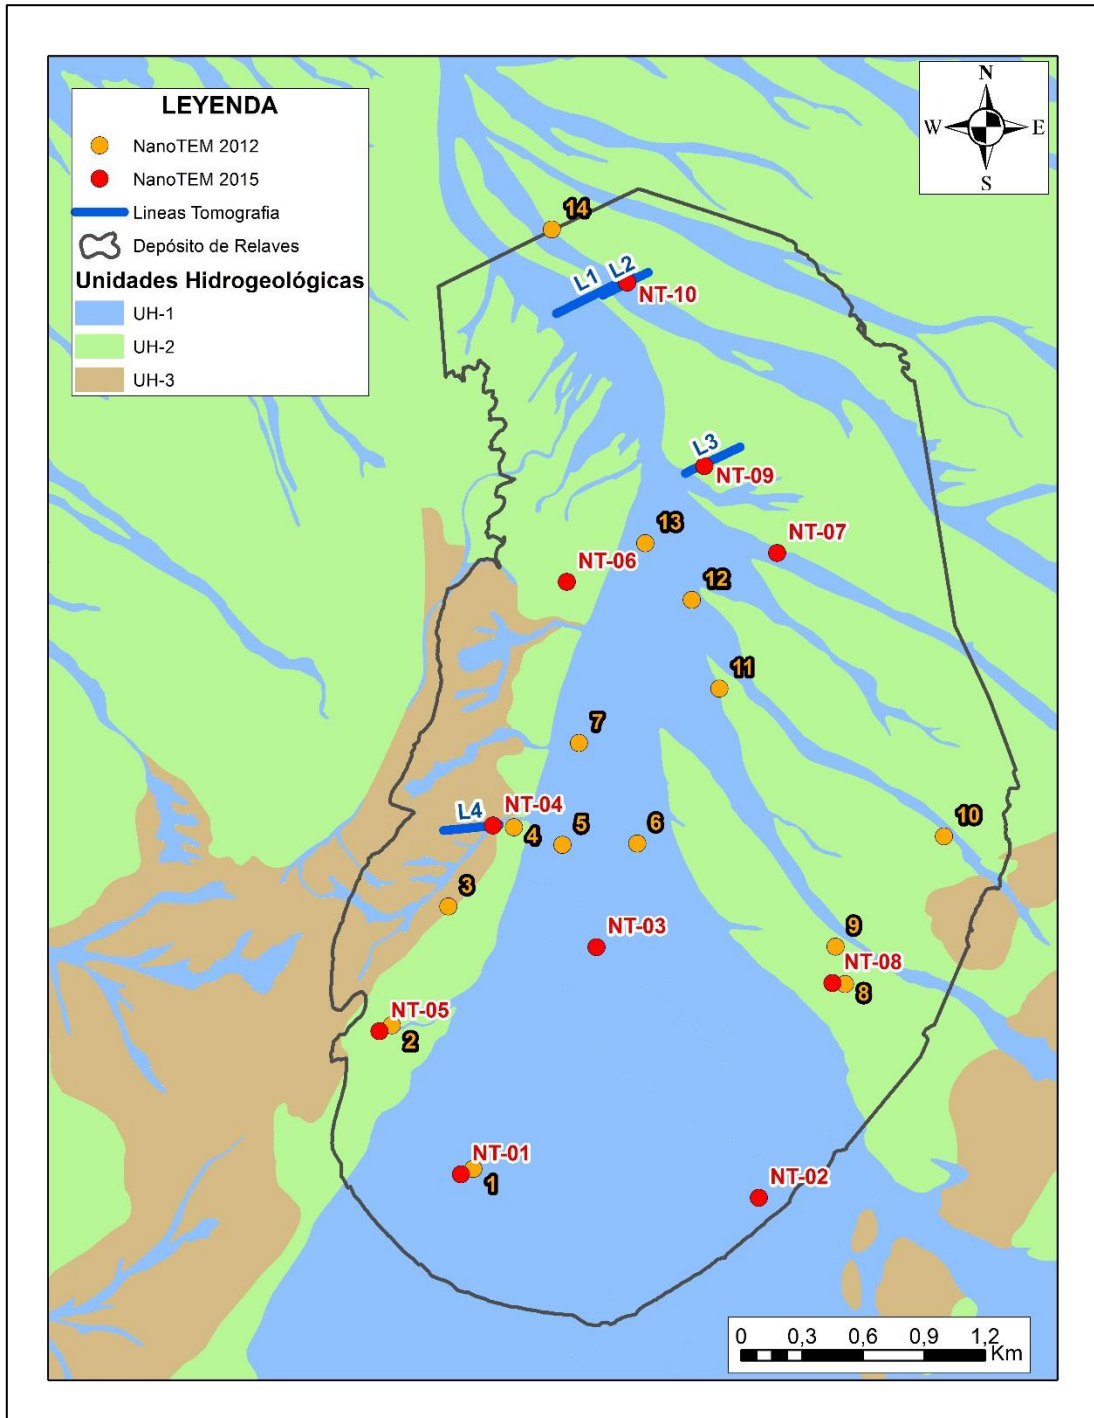 N
W
E
S
LEYENDA
NanoTEM 2012
NanoTEM 2015
Lineas Tomografia
Depósito de Relaves
Unidades Hidrogeológicas
UH-1
UH-2
UH-3
14
L1
L2
NT-10
L3
NT-09
13
NT-07
NT-06
12
11
7
L4
NT-04
4
5
6
10
3
9
NT-03
NT-08
8
NT-05
2
NT-01
1
NT-02
0
0,3
0,6
0,9
1,2
Km